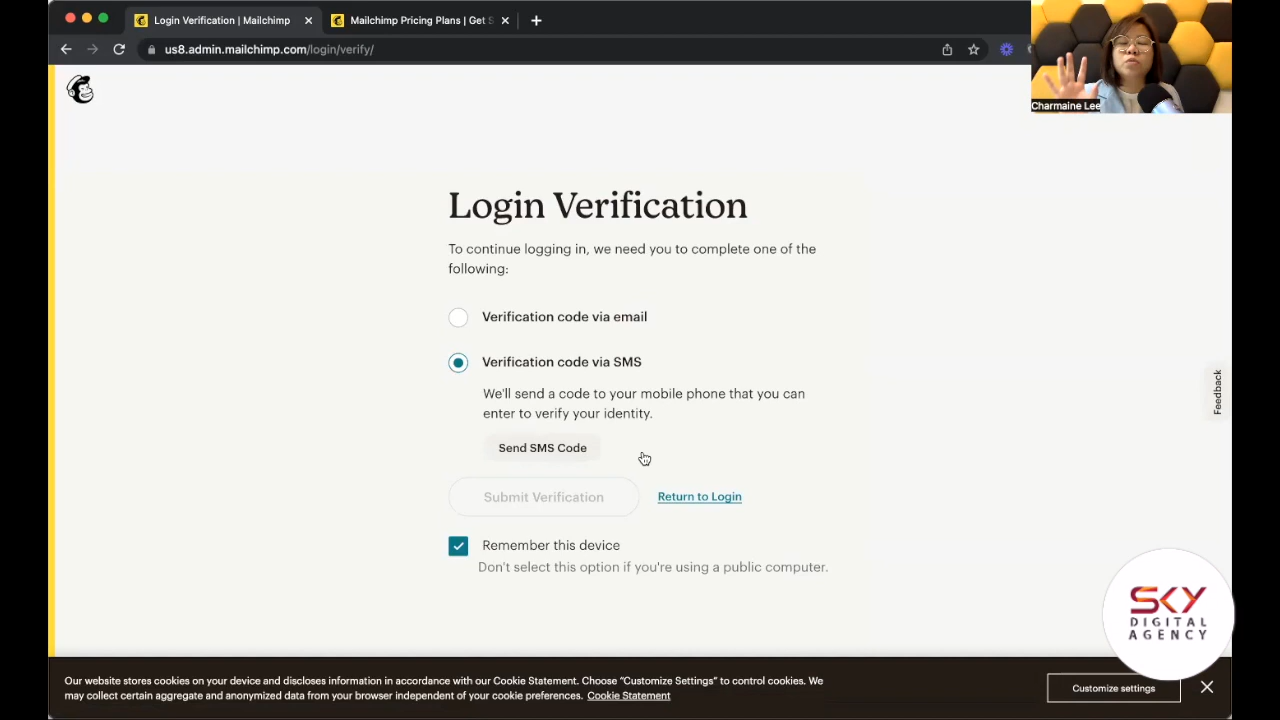 Login Verification | Mailchimp
Mailchimp Pricing Plans | Get
us8.admin.mailchimp.com/login/verify/
Charmaine Lee
Login Verification
To continue logging in, we need you to complete one of the
following:
Verification code via email
Verification code via SMS
We'll send a code to your mobile phone that you can
enter to verify your identity.
Send SMS Code
Submit Verification
Return to Login
Remember this device
Don't select this option if you're using a public computer.
Feedback
SKY
DIGITAL
AGENCY
Our website stores cookies on your device and discloses information in accordance with our Cookie Statement. Choose “Customize Settings” to control cookies. We
may collect certain aggregate and anonymized data from your browser independent of your cookie preferences. Cookie Statement
Customize settings